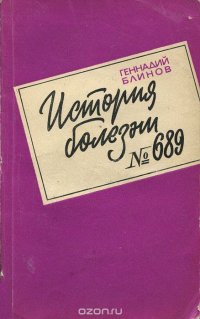 ГЕННАДИЙ
БЛИНОВ
История
болезни
№ 689
ozon.ru